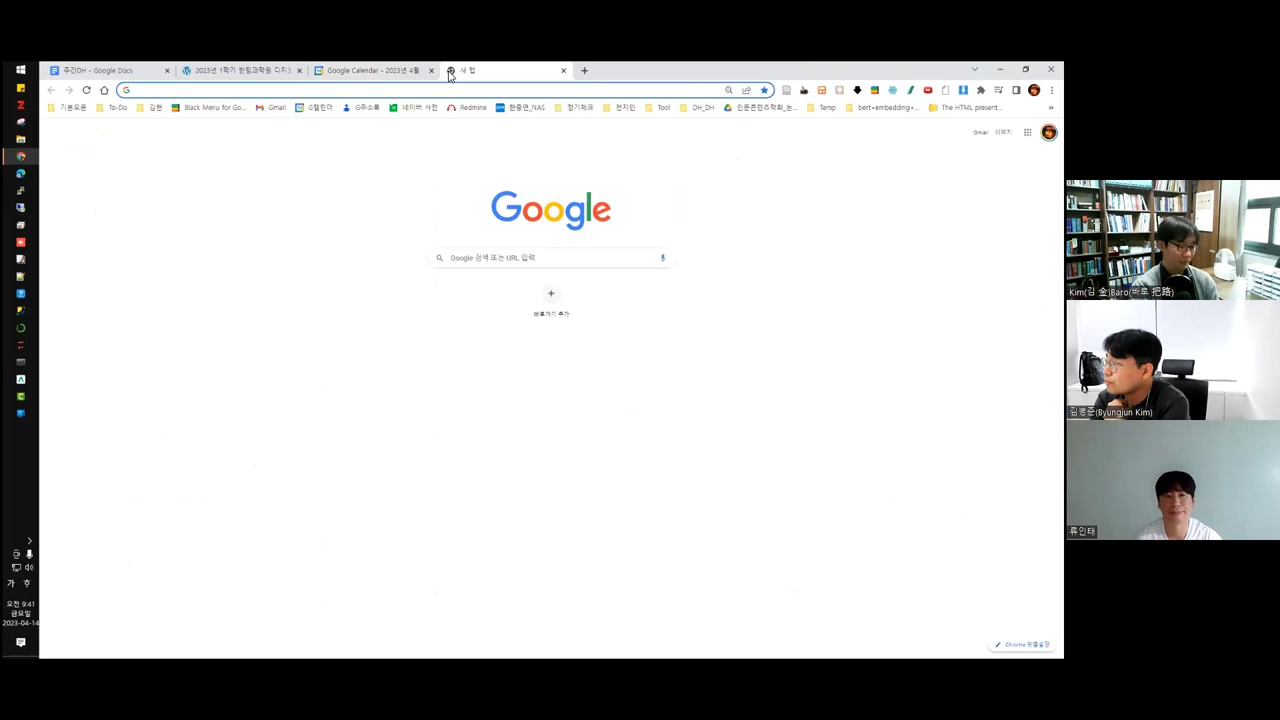 주간DH - Google Docs
2023년 1학기 한림과학원 디지
Google Calendar - 2023년 4월
새 탭
기본오픈
To-Do
김현
Black Menu for Go...
Gmail
G캘린더
G주소록
네이버 사전
Redmine
한중연_NAS
정기체크
전지인
Tool
DH_DH
인문콘텐츠학회_논...
Temp
bert+embedding+...
The HTML present...
Gmail
이미지
Google
Google 검색 또는 URL 입력
바로가기 추가
Chrome 맞춤설정
가
오전 9:41
금요일
2023-04-14
Kim(김 金)Baro(바로 把路)
김병준(Byungjun Kim)
류인태